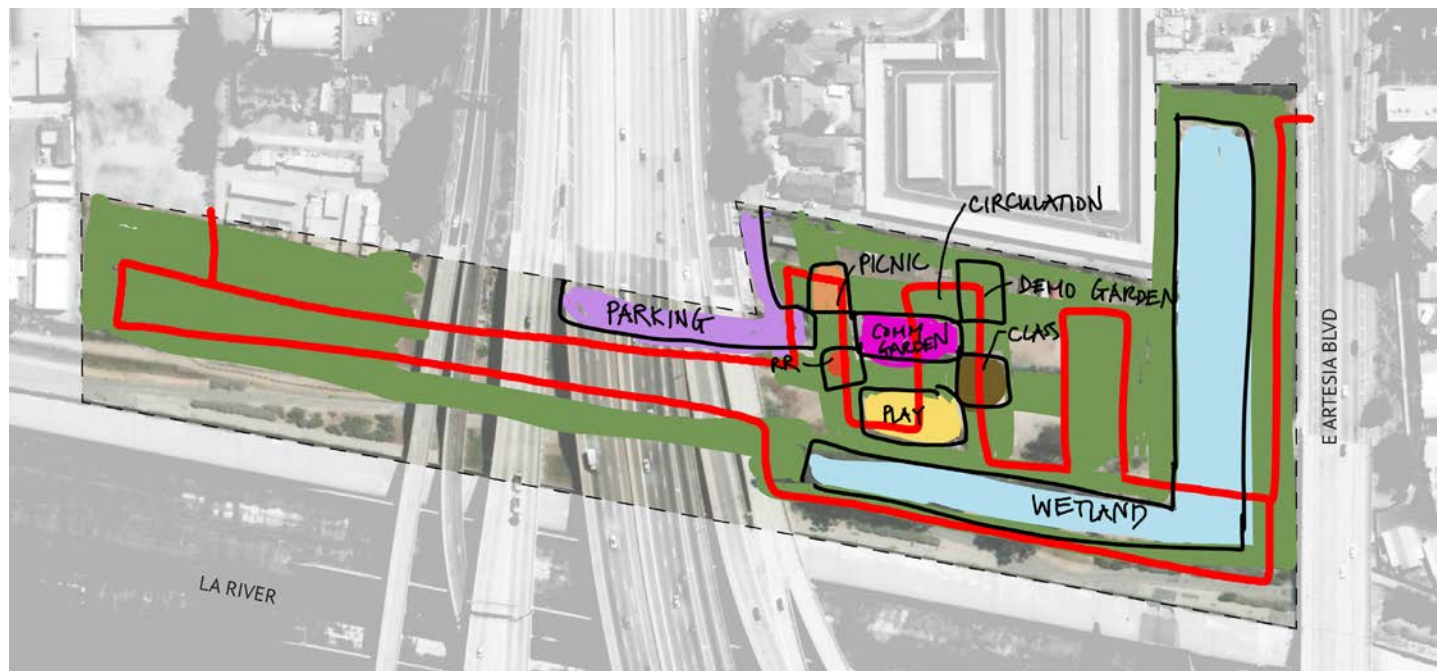 CIRCULATION
PICNIC
DEMO GARDEN
PARKING
COMM
GARDEN
CLASS
RR
PLAY
WETLAND
E ARTESIA BLVD
LA RIVER